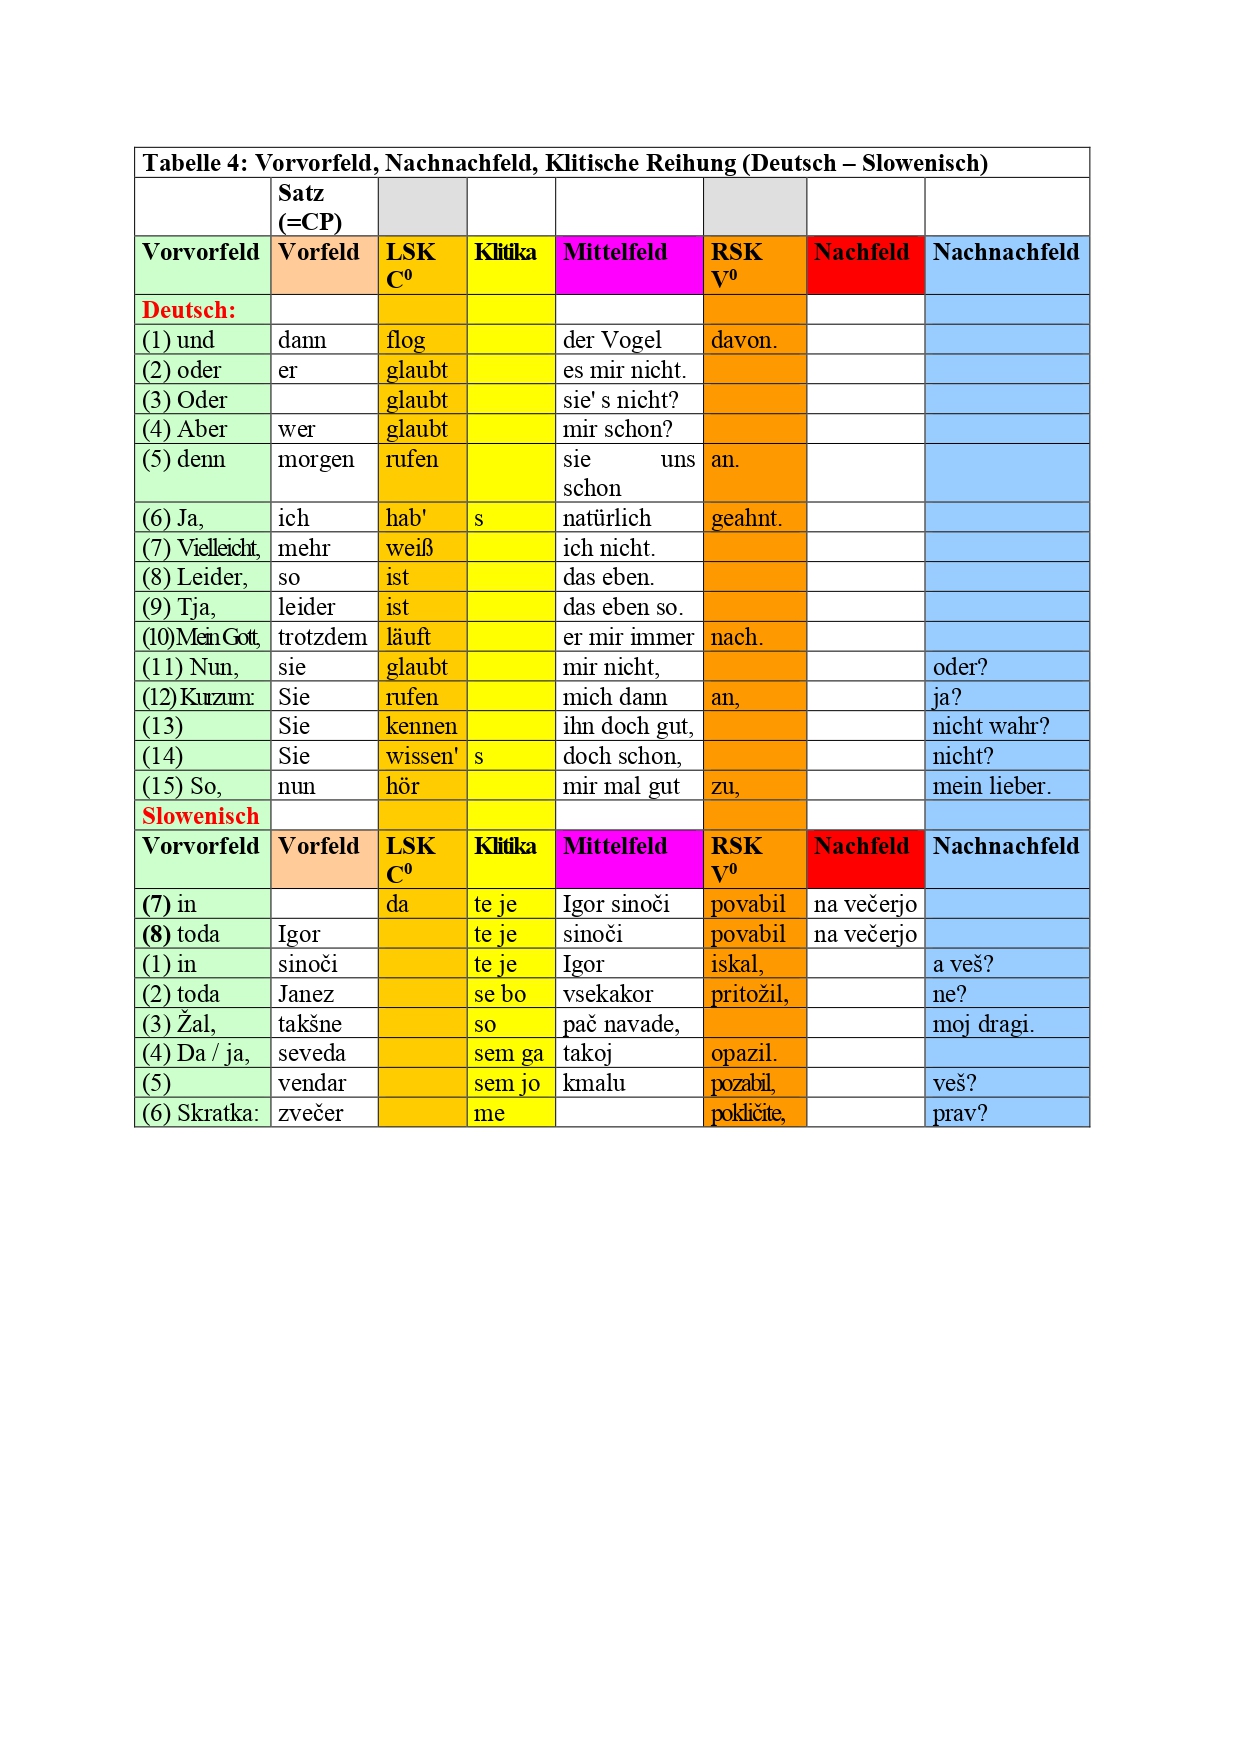 Tabelle 4: Vorvorfeld, Nachnachfeld, Klitische Reihung (Deutsch – Slowenisch)
Satz (=CP)
Vorvorfeld Vorfeld LSK C⁰ Klitika Mittelfeld RSK V⁰ Nachfeld Nachnachfeld
Deutsch:
(1) und dann flog der Vogel davon.
(2) oder er glaubt es mir nicht.
(3) Oder glaubt sie' s nicht?
(4) Aber wer glaubt mir schon?
(5) denn morgen rufen sie uns schon an.
(6) Ja, ich hab' s natürlich geahnt.
(7) Vielleicht, mehr weiß ich nicht.
(8) Leider, so ist das eben.
(9) Tja, leider ist das eben so.
(10) Mein Gott, trotzdem läuft er mir immer nach.
(11) Nun, sie glaubt mir nicht, oder?
(12) Kurzum: Sie rufen mich dann an, ja?
(13) Sie kennen ihn doch gut, nicht wahr?
(14) Sie wissen' s doch schon, nicht?
(15) So, nun hör mir mal gut zu, mein lieber.
Slowenisch
Vorvorfeld Vorfeld LSK C⁰ Klitika Mittelfeld RSK V⁰ Nachfeld Nachnachfeld
(7) in da te je Igor sinoči povabil na večerjo
(8) toda Igor te je sinoči povabil na večerjo
(1) in sinoči te je Igor iskal, a veš?
(2) toda Janez se bo vsekakor pritožil, ne?
(3) Žal, takšne so pač navade, moj dragi.
(4) Da / ja, seveda sem ga takoj opazil.
(5) vendar sem jo kmalu pozabil, veš?
(6) Skratka: zvečer me pokličite, prav?